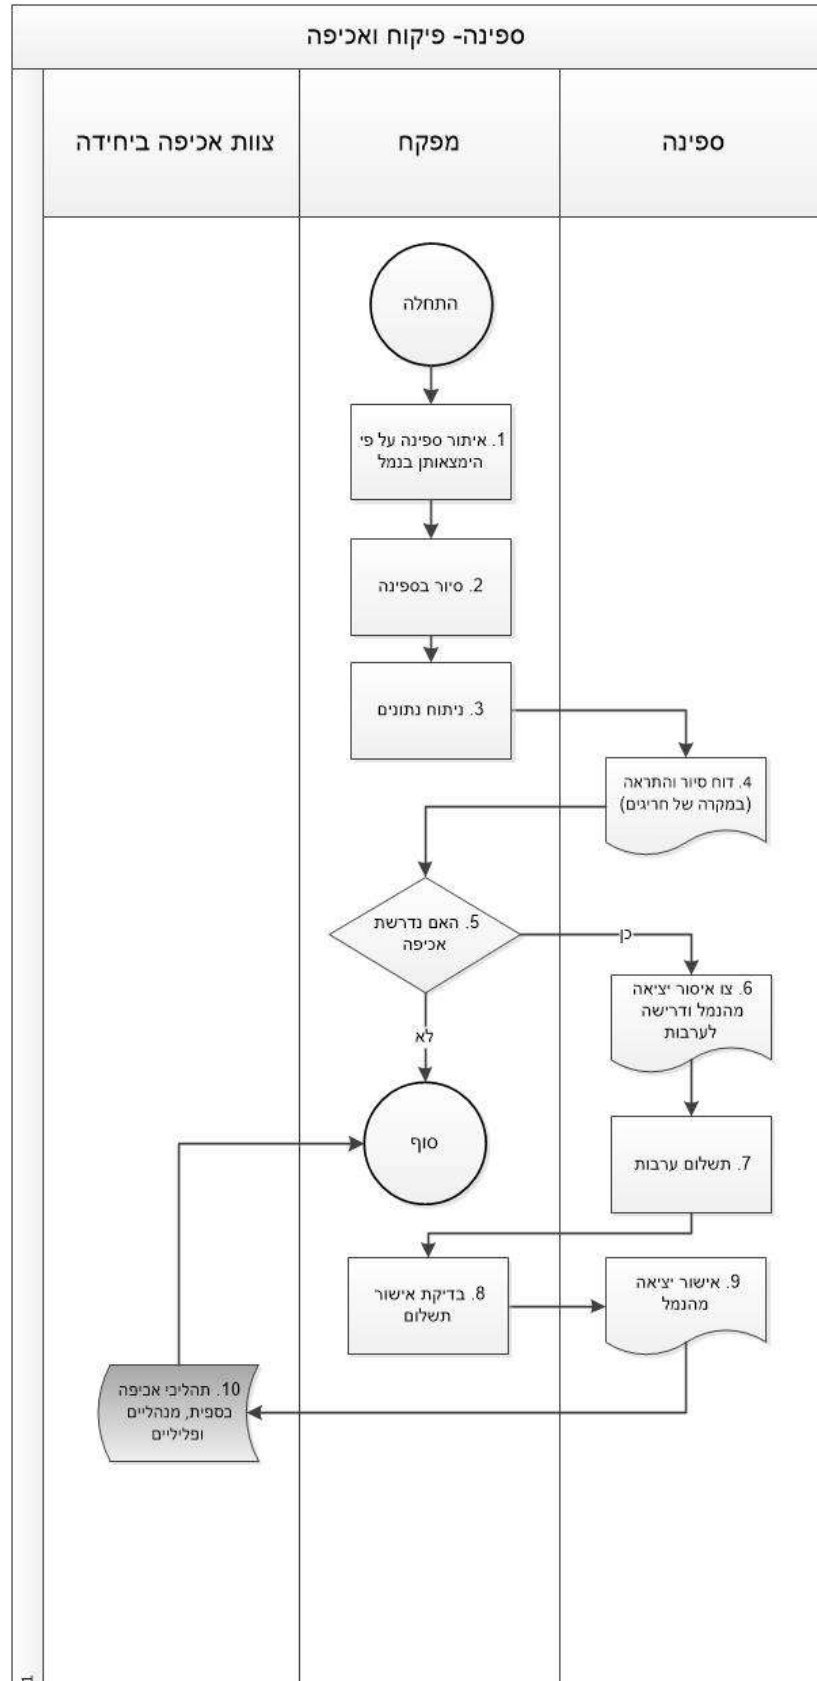 ספינה- פיקוח ואכיפה
ספינה
מפקח
צוות אכיפה ביחידה
התחלה
1. איתור ספינה על פי
הימצאותן בנמל
2. סיור בספינה
3. ניתוח נתונים
4. דוח סיור והתראה
(במקרה של חריגים)
5. האם נדרשת
אכיפה
כן
לא
6. צו איסור יציאה
מהנמל ודרישה
לערבות
סוף
7. תשלום ערבות
8. בדיקת אישור
תשלום
9. אישור יציאה
מהנמל
10. תהליכי אכיפה
כספית, מנהליים
ופליליים